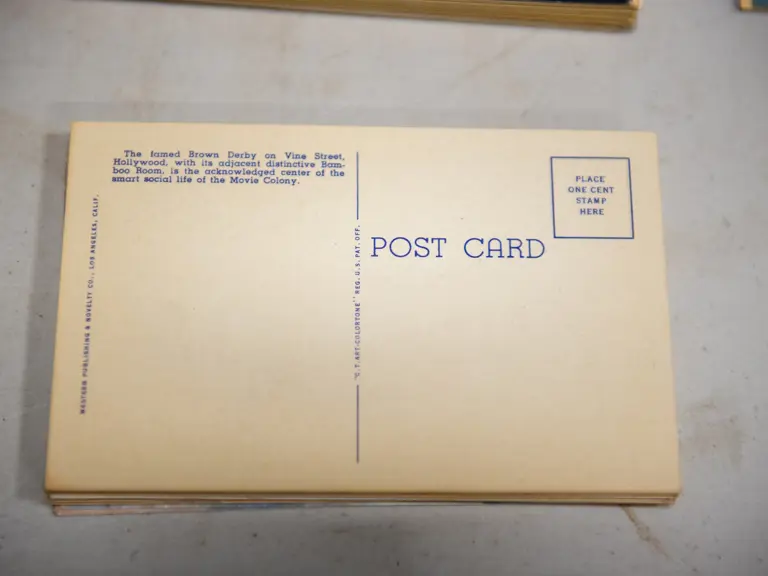 The famed Brown Derby on Vine Street,
Hollywood, with its adjacent distinctive Bam-
boo Room, is the acknowledged center of the
smart social life of the Movie Colony.
WESTERN PUBLISHING & NOVELTY CO., LOS ANGELES, CALIF.
"C. T. ART-COLORTONE" REG. U. S. PAT. OFF.
POST CARD
PLACE
ONE CENT
STAMP
HERE